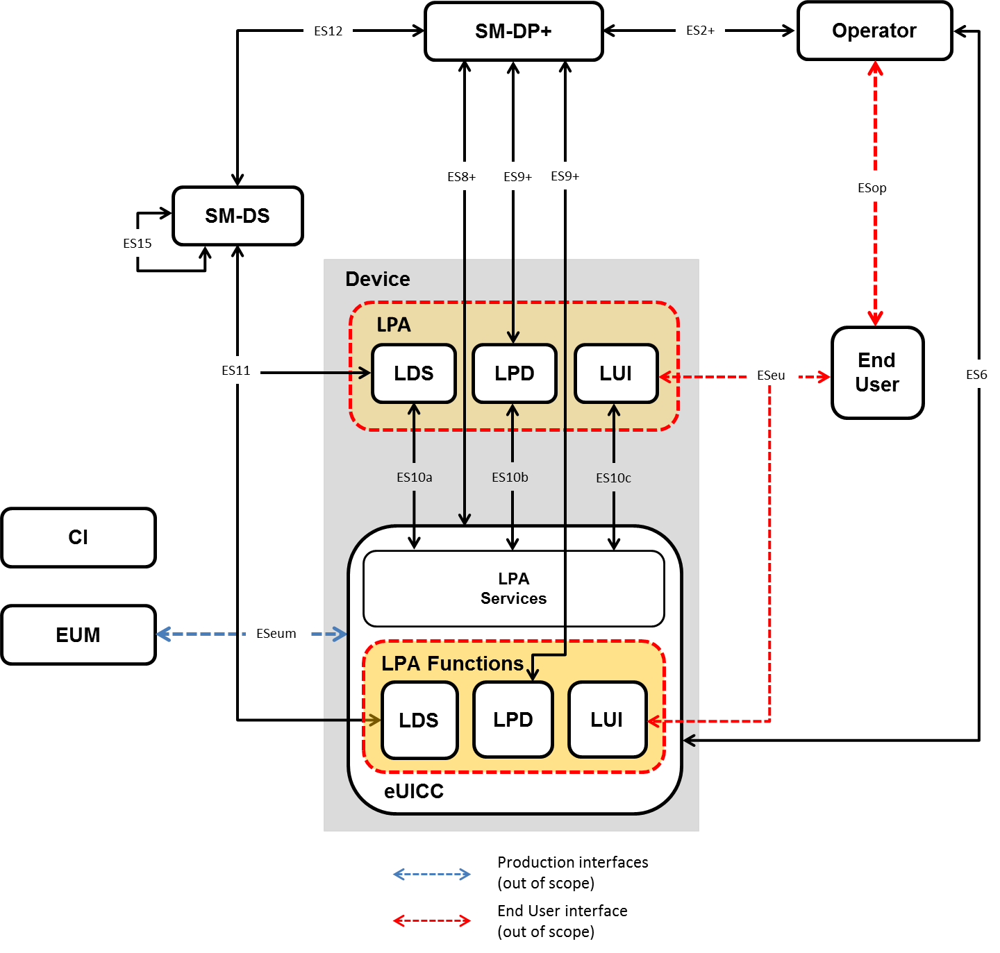 ES12
SM-DP+
ES2+
Operator
ES8+
ES9+
ES9+
ESop
SM-DS
ES15
Device
LPA
ES11
LDS
LPD
LUI
ESeu
End
User
ES6
ES10a
ES10b
ES10c
CI
LPA
Services
EUM
ESeum
LPA Functions
LDS
LPD
LUI
eUICC
Production interfaces
(out of scope)
End User interface
(out of scope)